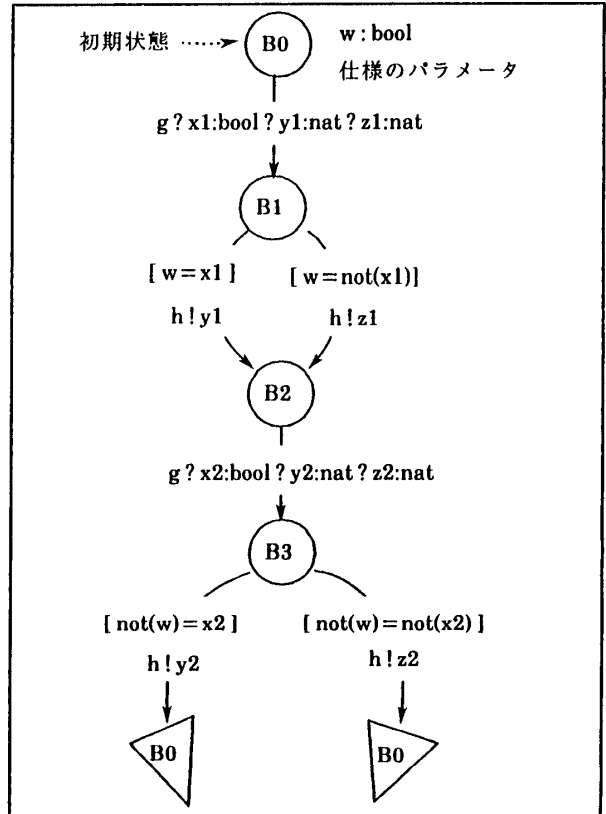 初期状態 ……→ B0 w : bool
仕様のパラメータ
g ? x1:bool ? y1:nat ? z1:nat
B1
[ w = x1 ] [ w = not(x1)]
h ! y1 h ! z1
B2
g ? x2:bool ? y2:nat ? z2:nat
B3
[ not(w) = x2 ] [ not(w) = not(x2) ]
h ! y2 h ! z2
B0 B0